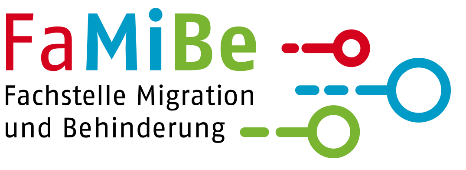 FaMiBe
Fachstelle Migration
und Behinderung